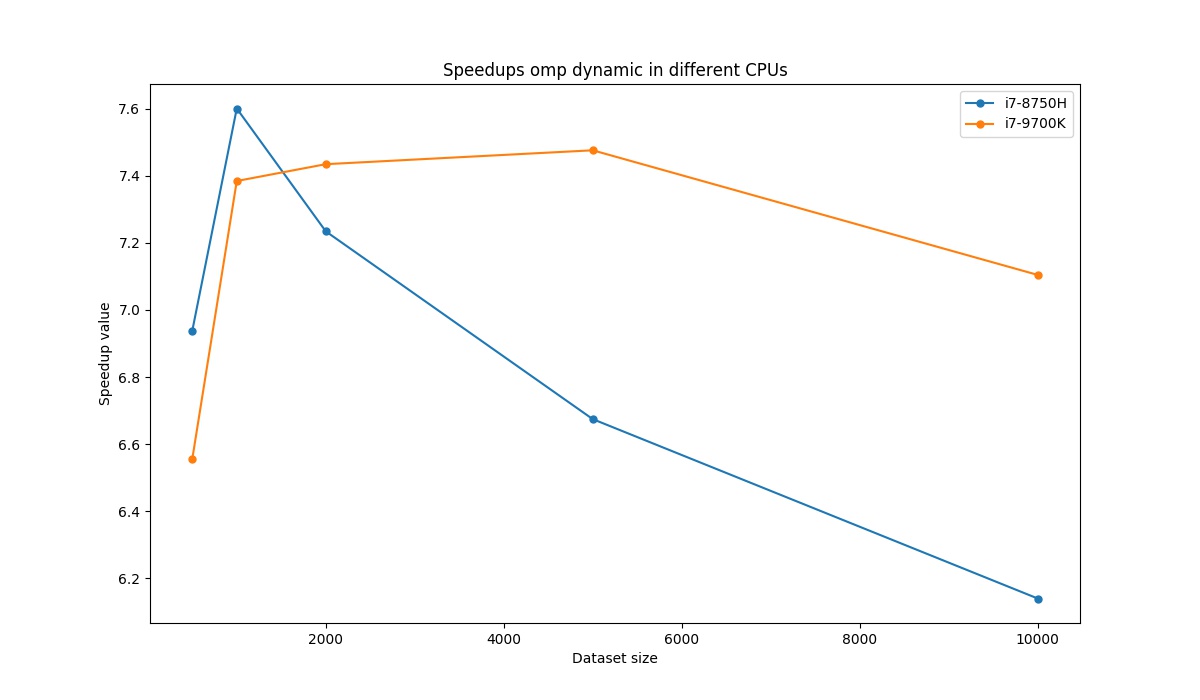 Speedups omp dynamic in different CPUs
i7-8750H
i7-9700K
Speedup value
7.6
7.4
7.2
7.0
6.8
6.6
6.4
6.2
2000 4000 6000 8000 10000
Dataset size